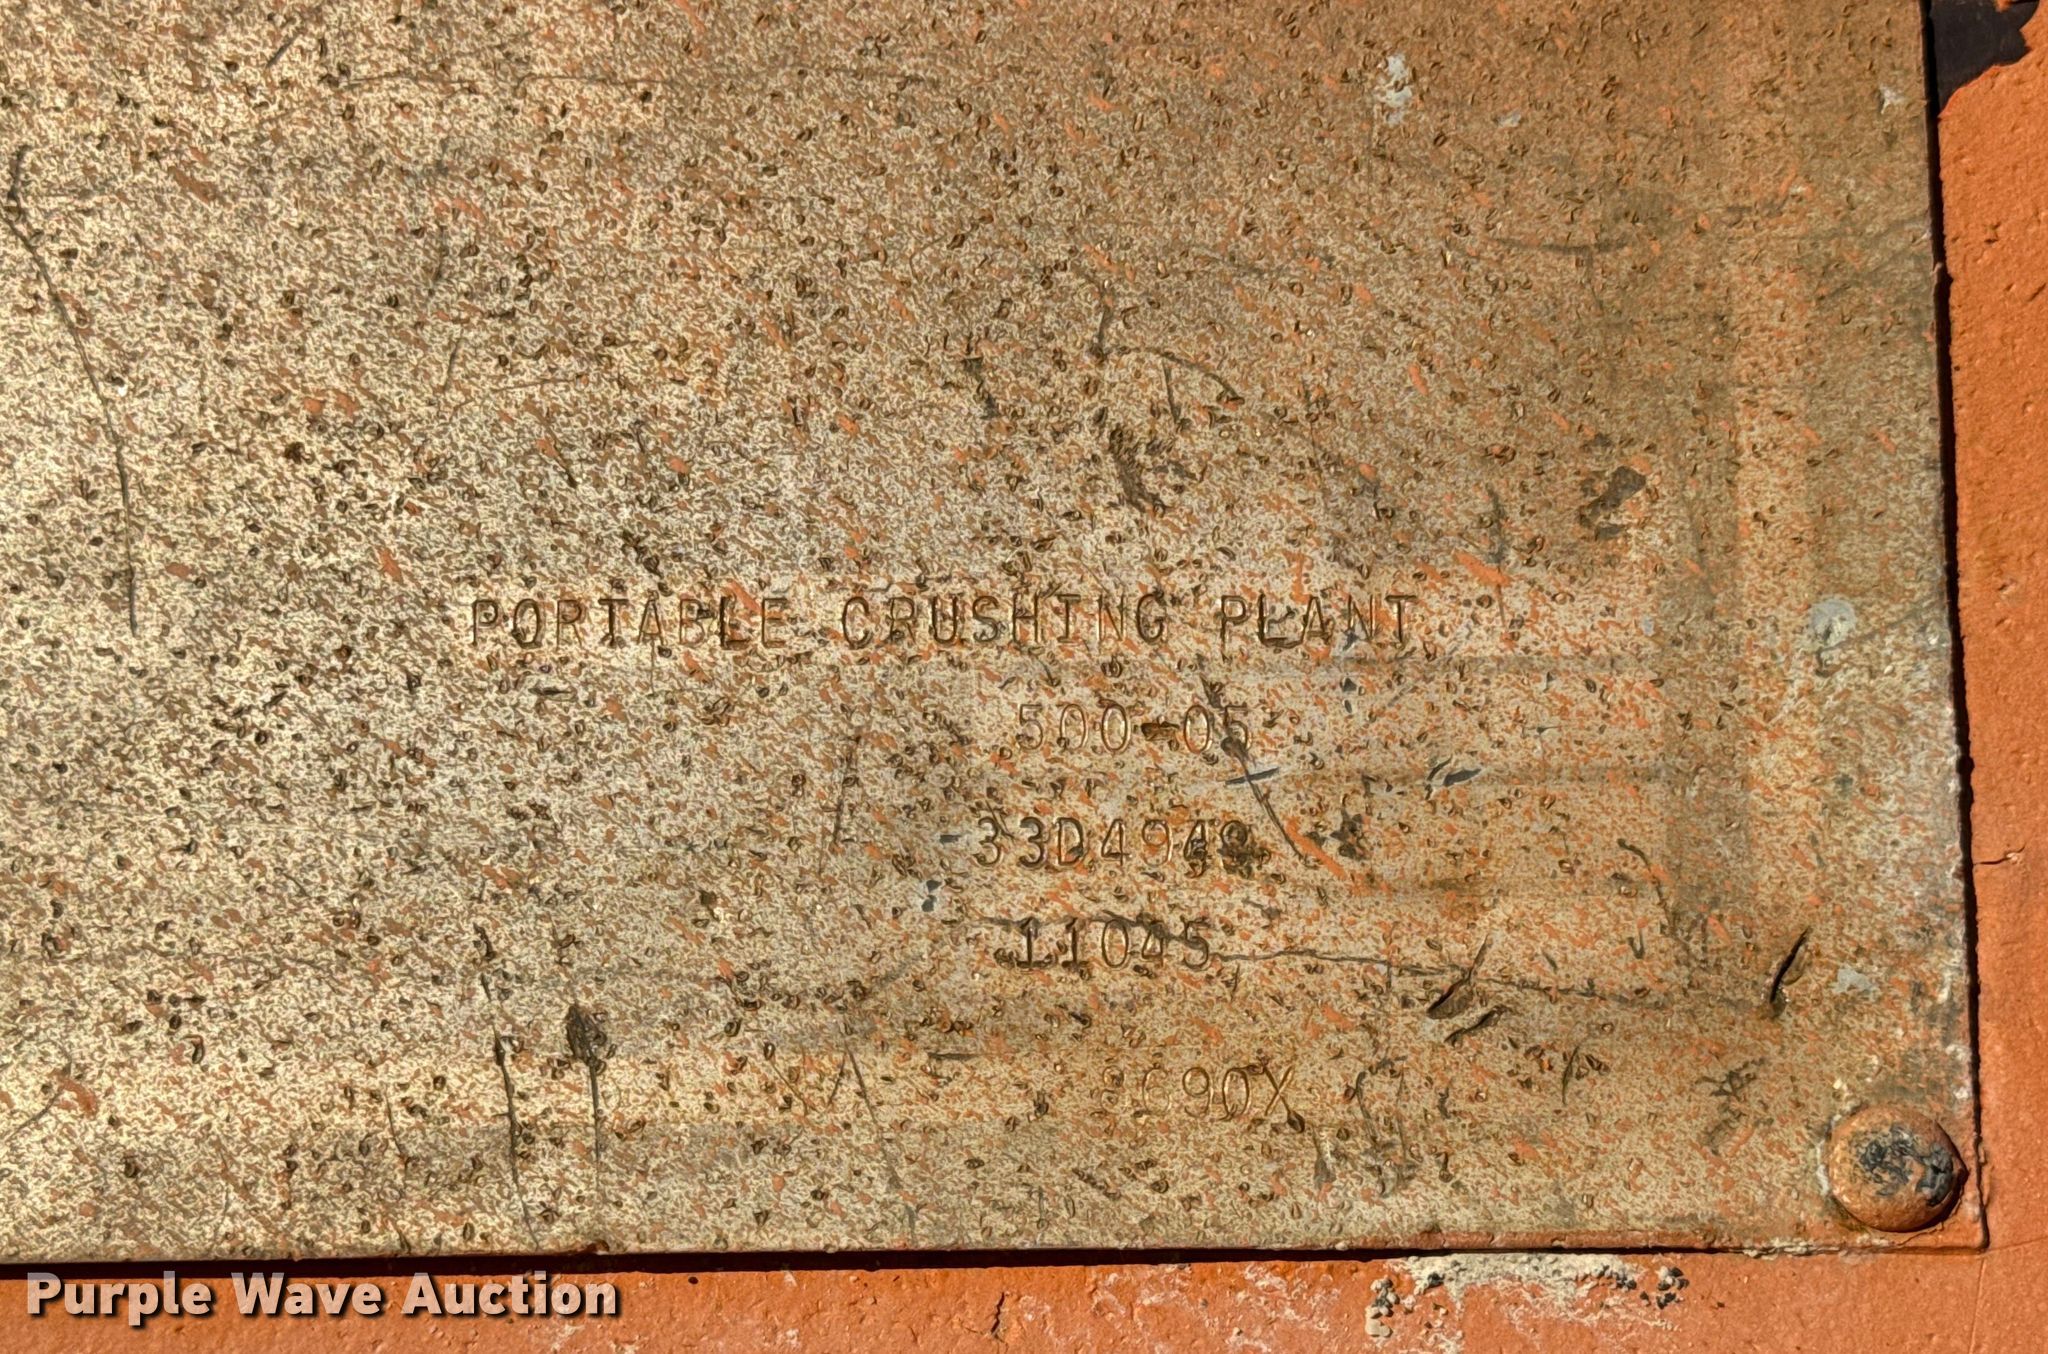 PORTABLE CRUSHING PLANT
500-05
33D4949
11045
Purple Wave Auction